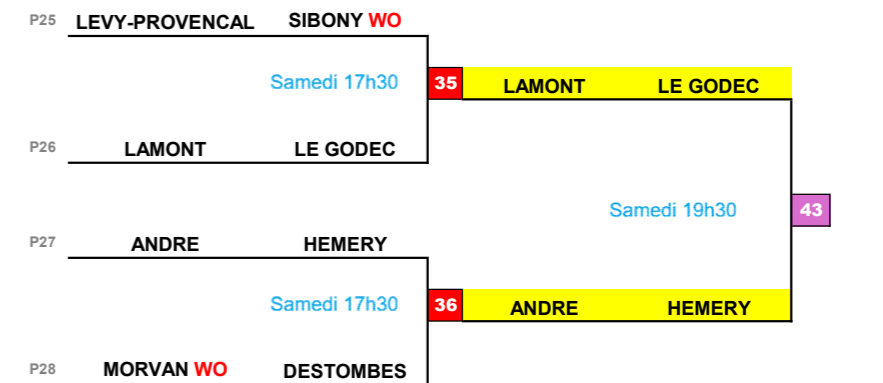 P25 LEVY-PROVENCAL SIBONY WO
Samedi 17h30 35 LAMONT LE GODEC
P26 LAMONT LE GODEC
Samedi 19h30 43
P27 ANDRE HEMERY
Samedi 17h30 36 ANDRE HEMERY
P28 MORVAN WO DESTOMBES